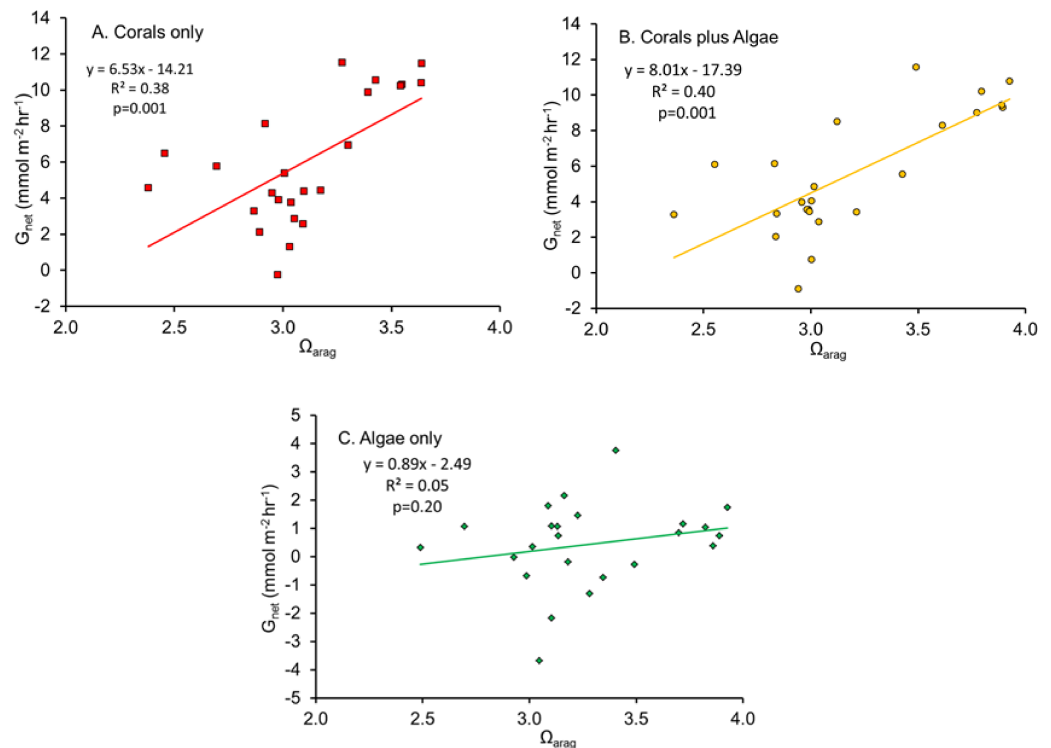 A. Corals only
y = 6.53x - 14.21
R² = 0.38
p=0.001
Gnet (mmol m-2 hr-1)
14
12
10
8
6
4
2
0
-2
2.0 2.5 3.0 3.5 4.0
Ωarag
B. Corals plus Algae
y = 8.01x - 17.39
R² = 0.40
p=0.001
Gnet (mmol m-2 hr-1)
14
12
10
8
6
4
2
0
-2
2.0 2.5 3.0 3.5 4.0
Ωarag
C. Algae only
y = 0.89x - 2.49
R² = 0.05
p=0.20
Gnet (mmol m-2 hr-1)
5
4
3
2
1
0
-1
-2
-3
-4
-5
2.0 2.5 3.0 3.5 4.0
Ωarag